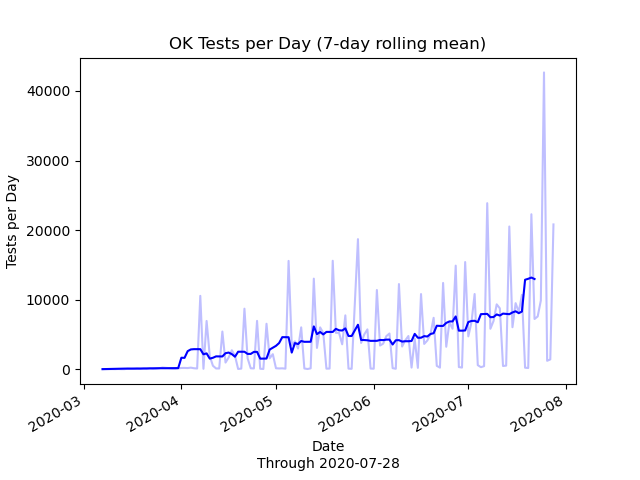 OK Tests per Day (7-day rolling mean)
Tests per Day
40000
30000
20000
10000
0
2020-03
2020-04
2020-05
2020-06
2020-07
2020-08
Date
Through 2020-07-28